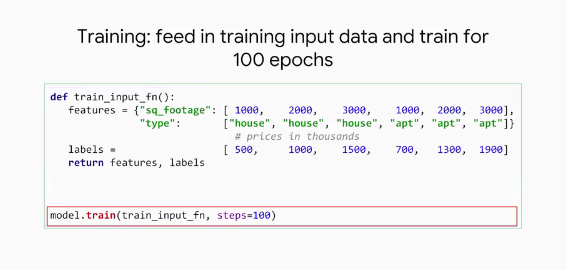 Training: feed in training input data and train for
100 epochs
def train_input_fn():
features = {"sq_footage": [ 1000, 2000, 3000, 1000, 2000, 3000],
"type": ["house", "house", "house", "apt", "apt", "apt"]}
# prices in thousands
labels = [ 500, 1000, 1500, 700, 1300, 1900]
return features, labels
model.train(train_input_fn, steps=100)